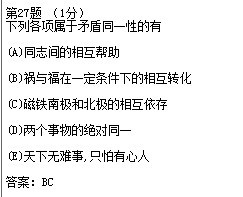 第27题 （1分）
下列各项属于矛盾同一性的有
(A)同志间的相互帮助
(B)祸与福在一定条件下的相互转化
(C)磁铁南极和北极的相互依存
(D)两个事物的绝对同一
(E)天下无难事,只怕有心人
答案：BC